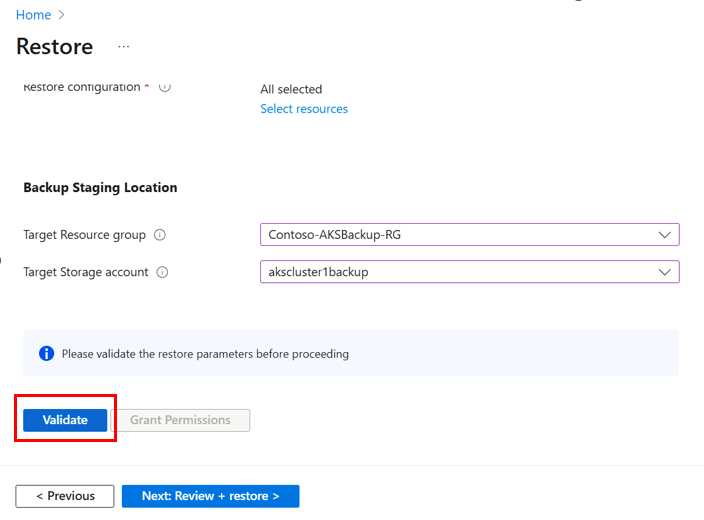 Home >
Restore ...
Restore configuration *
All selected
Select resources
Backup Staging Location
Target Resource group
Contoso-AKSBackup-RG
Target Storage account
akscluster1backup
Please validate the restore parameters before proceeding
Validate
Grant Permissions
< Previous
Next: Review + restore >